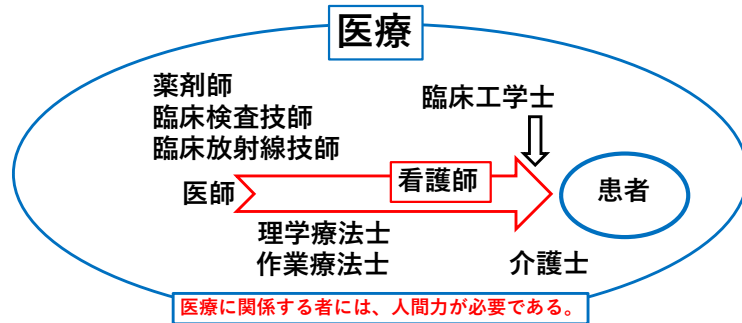 医療
薬剤師
臨床検査技師
臨床放射線技師
臨床工学士
医師
看護師
患者
理学療法士
作業療法士
介護士
医療に関係する者には、人間力が必要である。